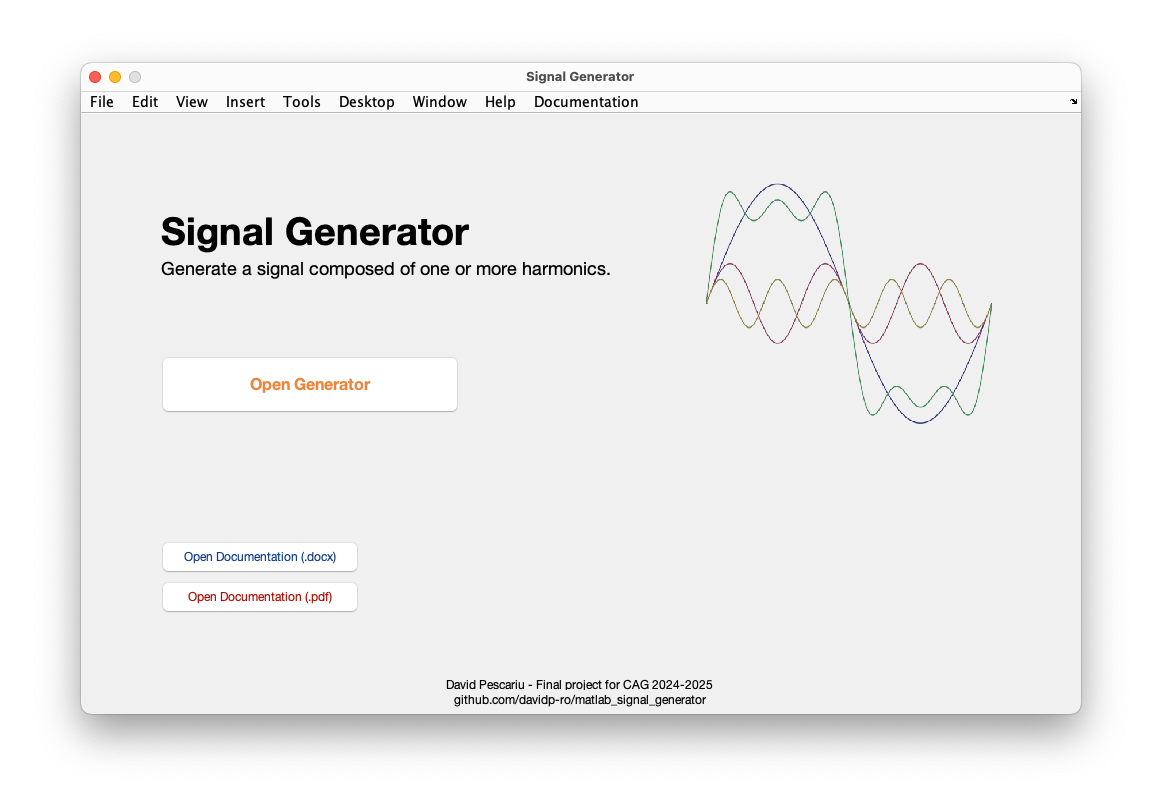 Signal Generator
File Edit View Insert Tools Desktop Window Help Documentation
Signal Generator
Generate a signal composed of one or more harmonics.
Open Generator
Open Documentation (.docx)
Open Documentation (.pdf)
David Pescariu - Final project for CAG 2024-2025
github.com/davidp-ro/matlab_signal_generator